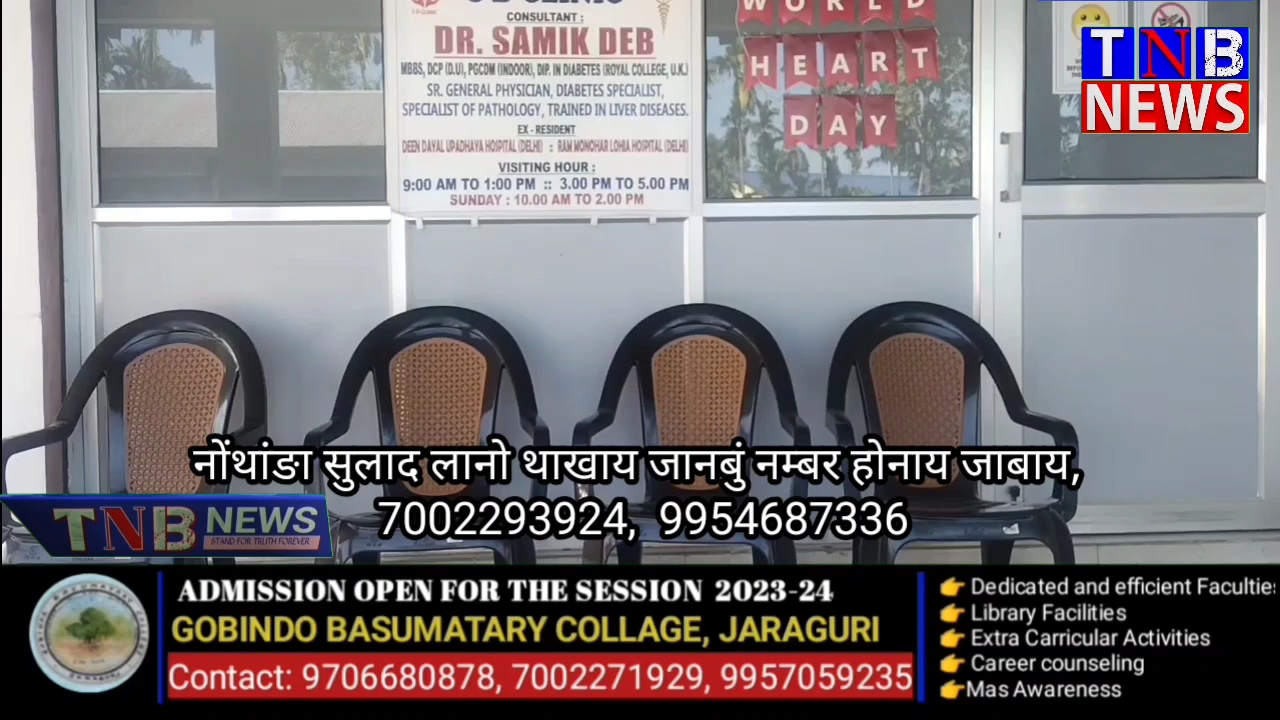 S D CLINIC
CONSULTANT :
DR. SAMIK DEB
MBBS, DCP (D.U), PGCDM (INDOOR), DIP. IN DIABETES (ROYAL COLLEGE, U.K.)
SR. GENERAL PHYSICIAN, DIABETES SPECIALIST,
SPECIALIST OF PATHOLOGY, TRAINED IN LIVER DISEASES.
EX - RESIDENT
DEEN DAYAL UPADHAYA HOSPITAL (DELHI) :: RAM MONOHAR LOHIA HOSPITAL (DELHI)
VISITING HOUR :
9:00 AM TO 1:00 PM :: 3.00 PM TO 5.00 PM
SUNDAY : 10.00 AM TO 2.00 PM
WORLD
HEART
DAY
TNB
NEWS
नोंथांङा सुलाद लानो थाखाय जानबुं नम्बर होनाय जाबाय,
7002293924, 9954687336
TNB NEWS
STAND FOR TRUTH FOREVER
ADMISSION OPEN FOR THE SESSION 2023-24
GOBINDO BASUMATARY COLLAGE, JARAGURI
Contact: 9706680878, 7002271929, 9957059235
👉 Dedicated and efficient Facultie
👉 Library Facilities
👉 Extra Carricular Activities
👉 Career counseling
👉Mas Awareness